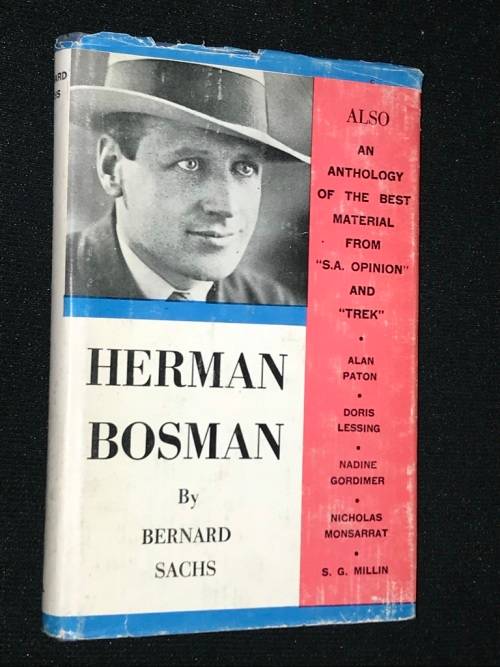 HERMAN
BOSMAN
By
BERNARD
SACHS
ALSO
AN
ANTHOLOGY
OF THE BEST
MATERIAL
FROM
"S.A. OPINION"
AND
"TREK"
•
ALAN
PATON
•
DORIS
LESSING
•
NADINE
GORDIMER
•
NICHOLAS
MONSARRAT
•
S. G. MILLIN